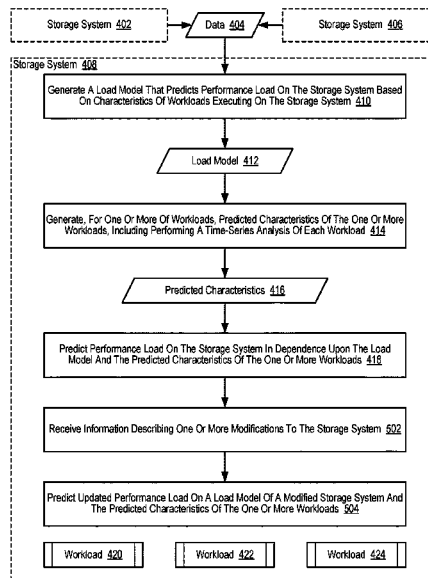 Storage System 402
Data 404
Storage System 406
Storage System 408
Generate A Load Model That Predicts Performance Load On The Storage System Based
On Characteristics Of Workloads Executing On The Storage System 410
Load Model 412
Generate, For One Or More Of Workloads, Predicted Characteristics Of The One Or More
Workloads, Including Performing A Time-Series Analysis Of Each Workload 414
Predicted Characteristics 416
Predict Performance Load On The Storage System In Dependence Upon The Load
Model And The Predicted Characteristics Of The One Or More Workloads 418
Receive Information Describing One Or More Modifications To The Storage System 502
Predict Updated Performance Load On A Load Model Of A Modified Storage System And
The Predicted Characteristics Of The One Or More Workloads 504
Workload 420
Workload 422
Workload 424